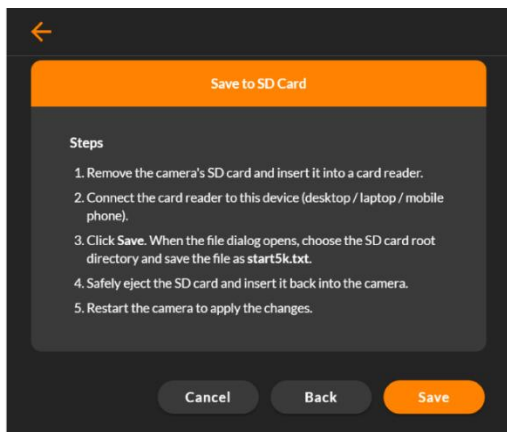 Save to SD Card
Steps
1. Remove the camera's SD card and insert it into a card reader.
2. Connect the card reader to this device (desktop / laptop / mobile
phone).
3. Click Save. When the file dialog opens, choose the SD card root
directory and save the file as start5k.txt.
4. Safely eject the SD card and insert it back into the camera.
5. Restart the camera to apply the changes.
Cancel Back Save